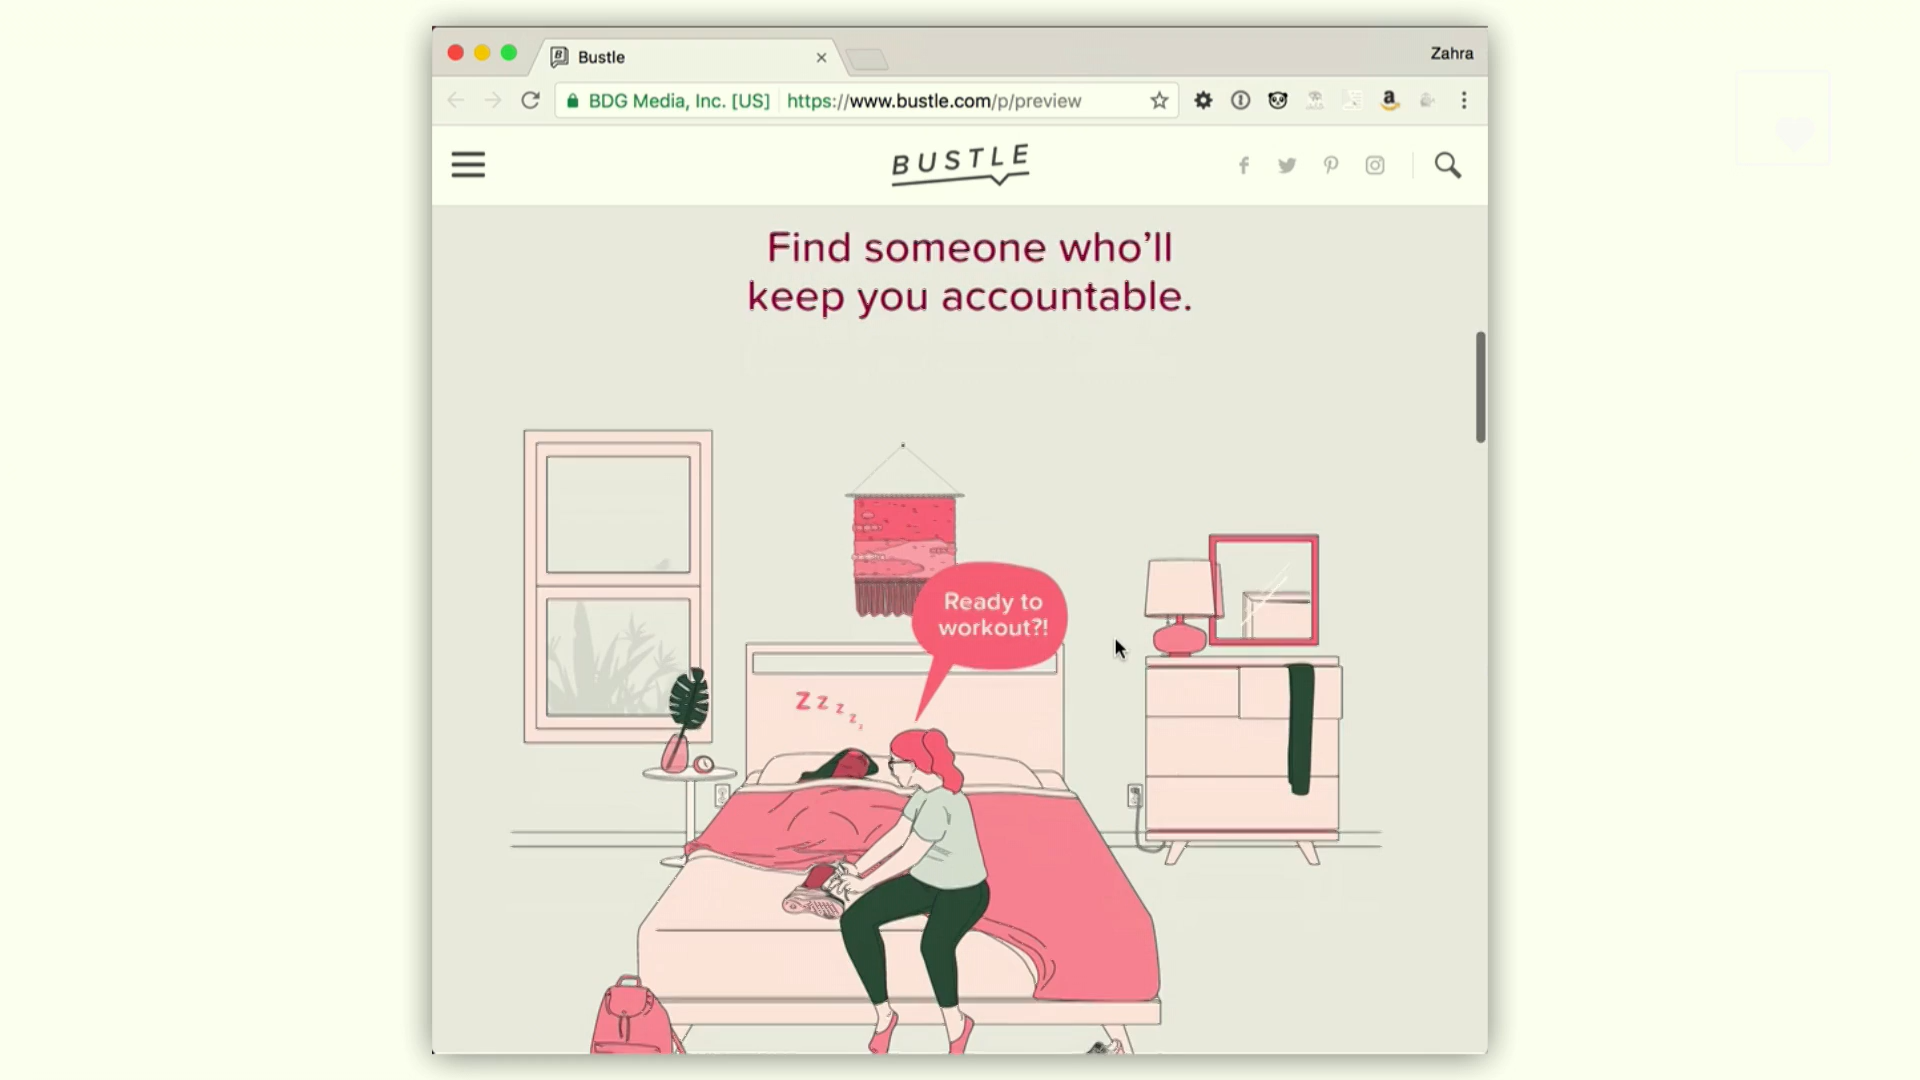 Bustle
Zahra
BDG Media, Inc. [US]
https://www.bustle.com/p/preview
BUSTLE
Find someone who’ll
keep you accountable.
Ready to
workout?!
Z z z z,